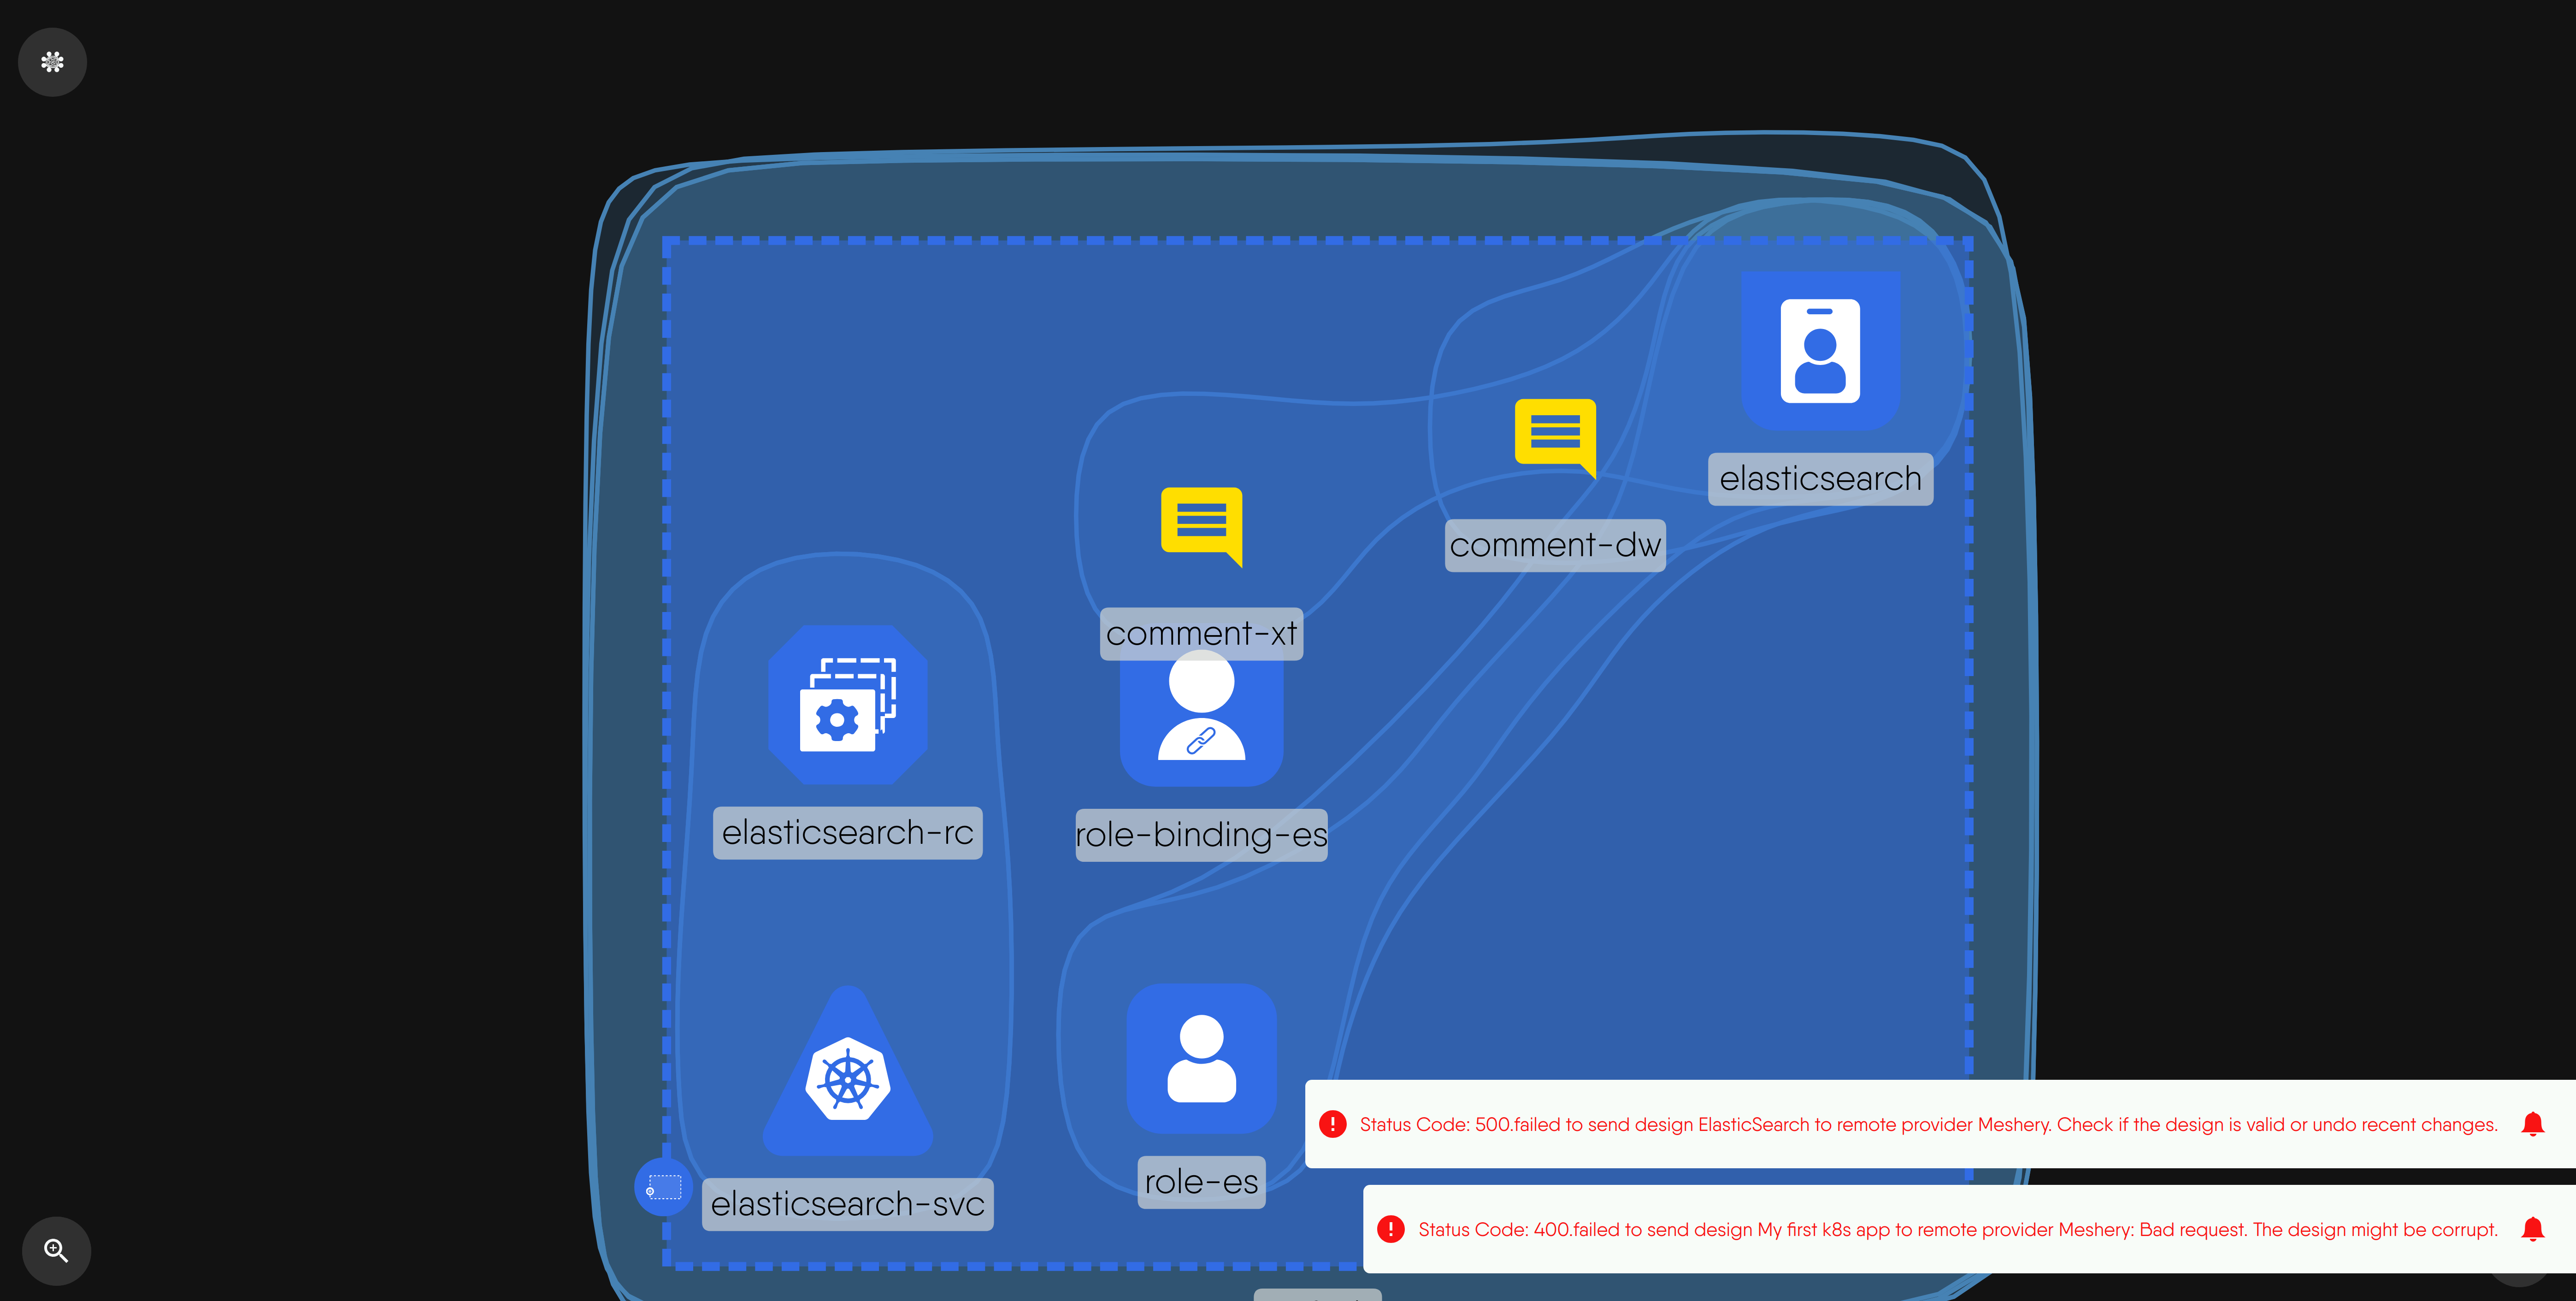 elasticsearch
comment-dw
comment-xt
elasticsearch-rc
role-binding-es
role-es
elasticsearch-svc
Status Code: 500.failed to send design ElasticSearch to remote provider Meshery. Check if the design is valid or undo recent changes.
Status Code: 400.failed to send design My first k8s app to remote provider Meshery: Bad request. The design might be corrupt.